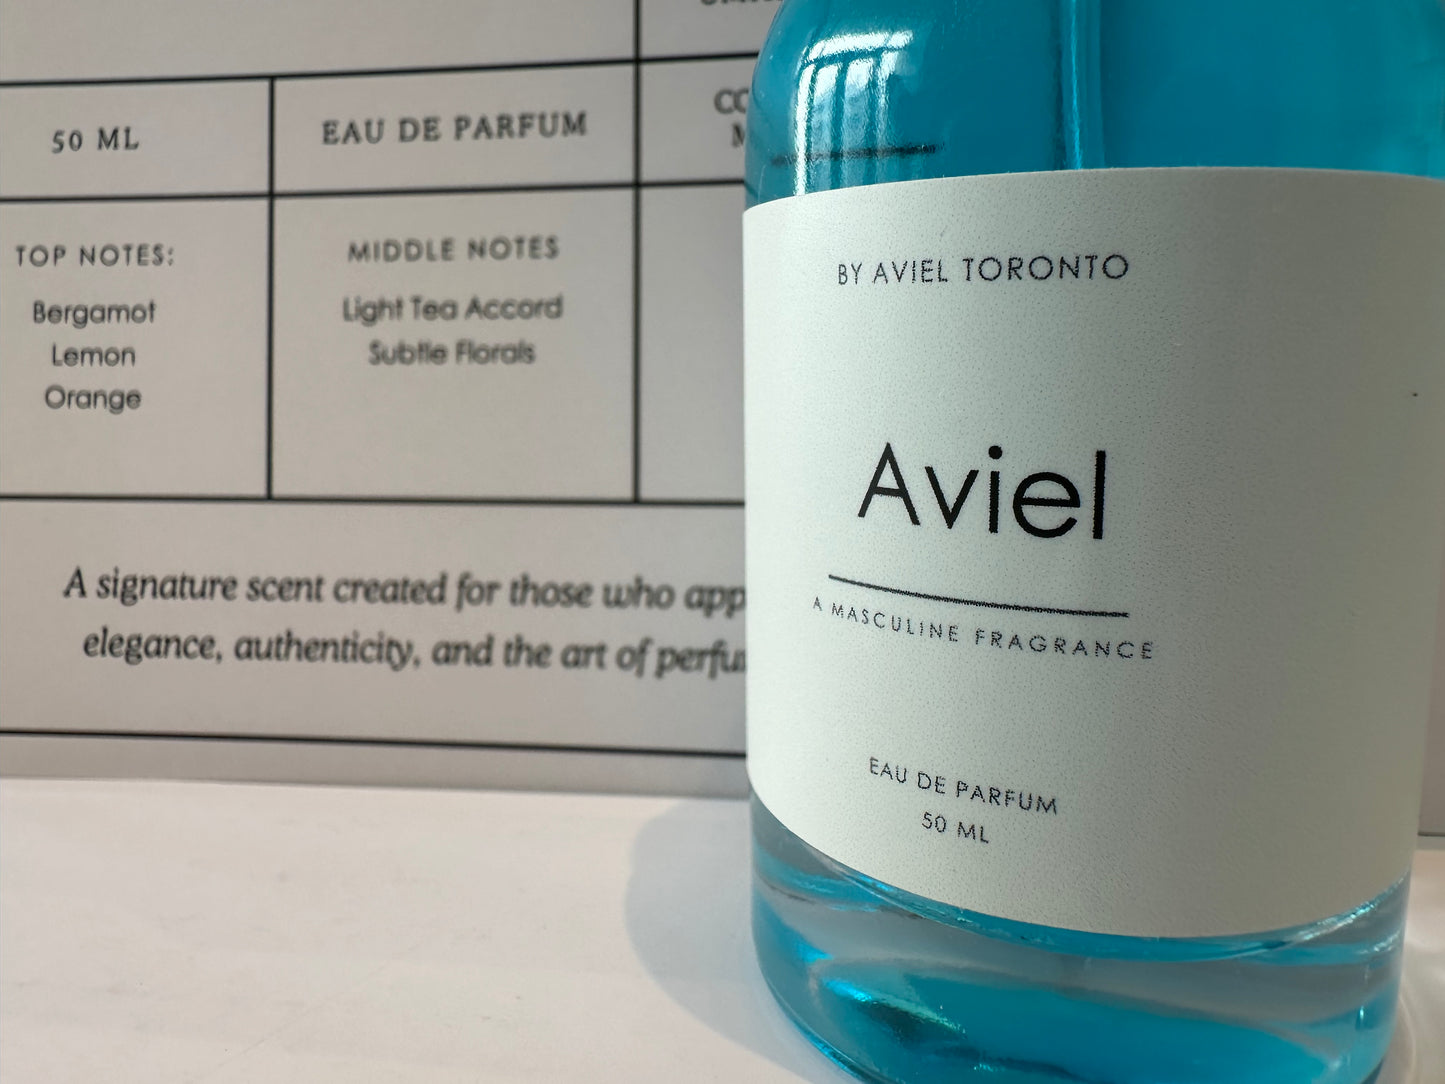 50 ML
EAU DE PARFUM
TOP NOTES:
Bergamot
Lemon
Orange
MIDDLE NOTES
Light Tea Accord
Subtle Florals
A signature scent created for those who
elegance, authenticity, and the art of
BY AVIEL TORONTO
Aviel
A MASCULINE FRAGRANCE
EAU DE PARFUM
50 ML